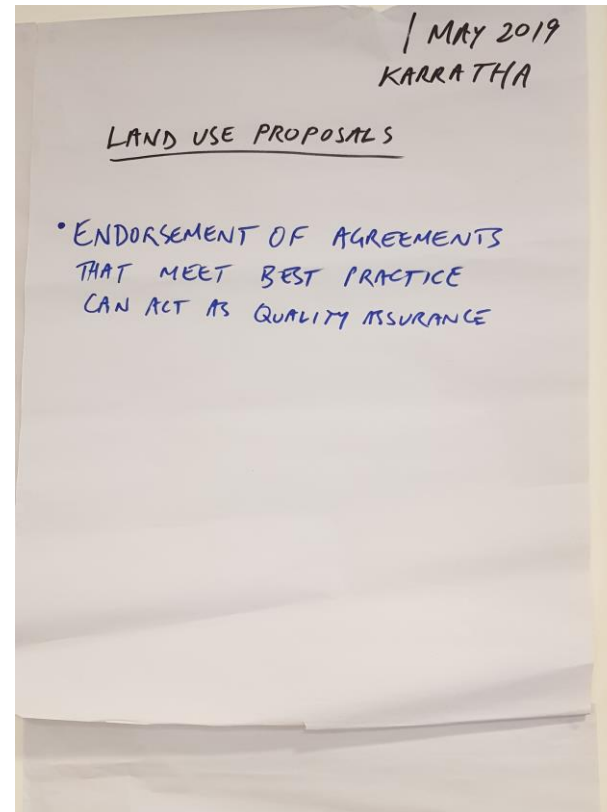 1 MAY 2019
KARRATHA
LAND USE PROPOSALS
• ENDORSEMENT OF AGREEMENTS
THAT MEET BEST PRACTICE
CAN ACT AS QUALITY ASSURANCE